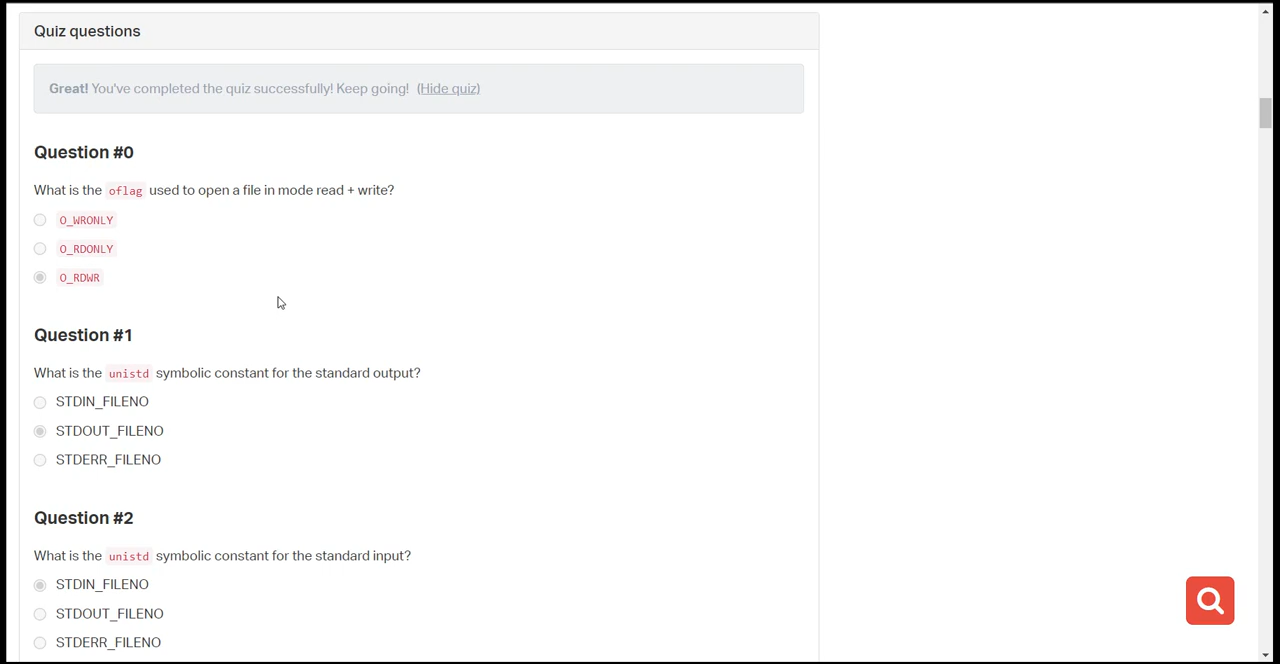 Quiz questions
Great! You've completed the quiz successfully! Keep going! (Hide quiz)
Question #0
What is the oflag used to open a file in mode read + write?
O_WRONLY
O_RDONLY
O_RDWR
Question #1
What is the unistd symbolic constant for the standard output?
STDIN_FILENO
STDOUT_FILENO
STDERR_FILENO
Question #2
What is the unistd symbolic constant for the standard input?
STDIN_FILENO
STDOUT_FILENO
STDERR_FILENO